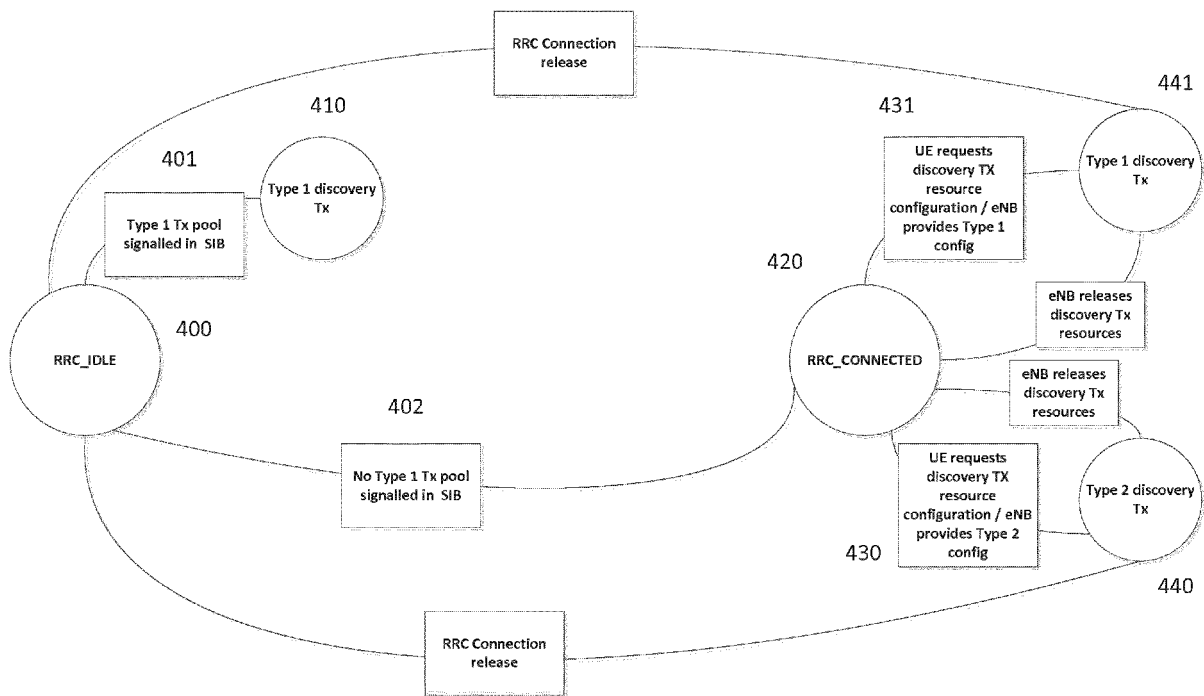 RRC Connection
release
441
410
431
401
Type 1 discovery
Tx
UE requests
discovery TX
resource
configuration / eNB
provides Type 1
config
Type 1 discovery
Tx
Type 1 Tx pool
signalled in SIB
420
eNB releases
discovery Tx
resources
400
RRC_IDLE
RRC_CONNECTED
eNB releases
discovery Tx
resources
402
No Type 1 Tx pool
signalled in SIB
UE requests
discovery TX
resource
configuration / eNB
provides Type 2
config
Type 2 discovery
Tx
430
440
RRC Connection
release